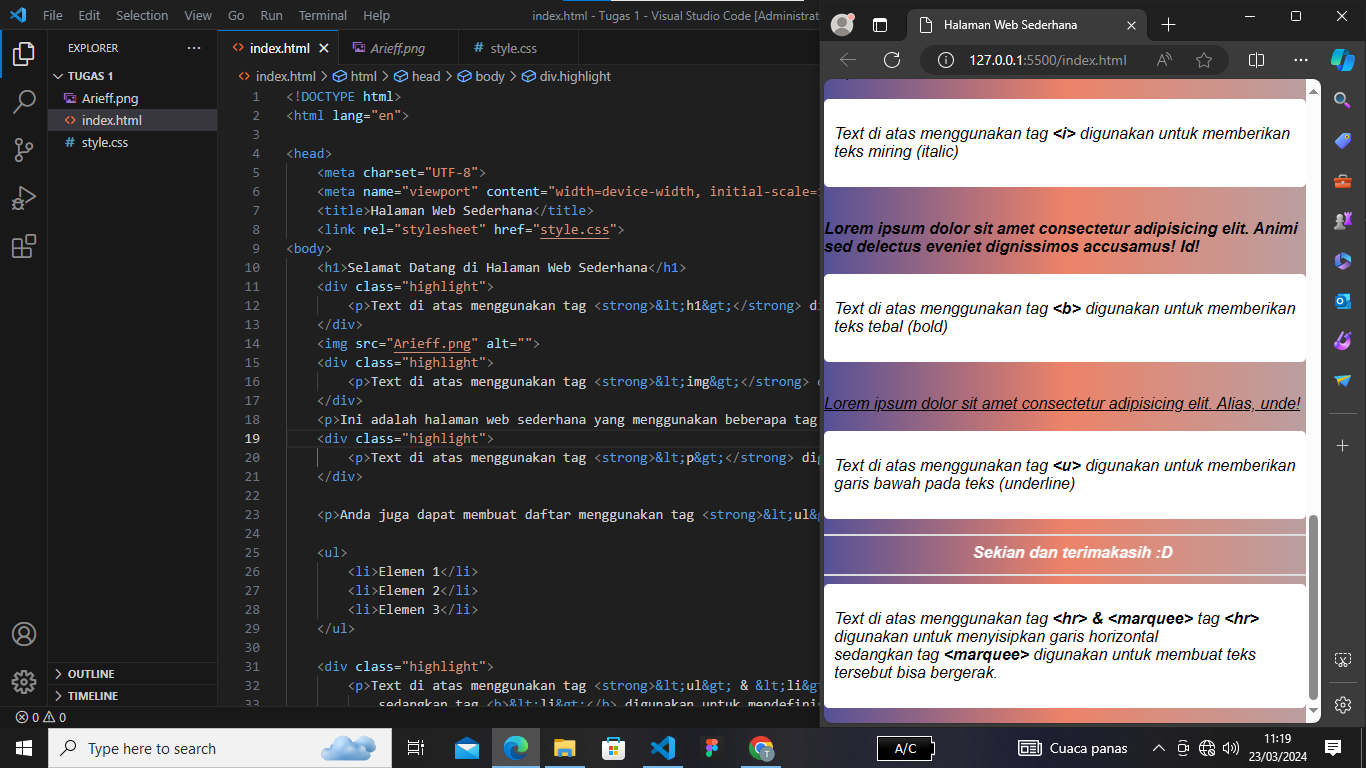 File Edit Selection View Go Run Terminal Help
index.html - Tugas 1 - Visual Studio Code [Administrat
EXPLORER
TUGAS 1
Arieff.png
index.html
style.css
OUTLINE
TIMELINE
0 0
index.html Arieff.png style.css
index.html > html > head > body > div.highlight
1 <!DOCTYPE html>
2 <html lang="en">
3
4 <head>
5 <meta charset="UTF-8">
6 <meta name="viewport" content="width=device-width, initial-scale=
7 <title>Halaman Web Sederhana</title>
8 <link rel="stylesheet" href="style.css">
9 <body>
10 <h1>Selamat Datang di Halaman Web Sederhana</h1>
11 <div class="highlight">
12 <p>Text di atas menggunakan tag <strong>&lt;h1&gt;</strong> di
13 </div>
14 <img src="Arieff.png" alt="">
15 <div class="highlight">
16 <p>Text di atas menggunakan tag <strong>&lt;img&gt;</strong>
17 </div>
18 <p>Ini adalah halaman web sederhana yang menggunakan beberapa tag
19 <div class="highlight">
20 <p>Text di atas menggunakan tag <strong>&lt;p&gt;</strong> dig
21 </div>
22
23 <p>Anda juga dapat membuat daftar menggunakan tag <strong>&lt;ul&g
24
25 <ul>
26 <li>Elemen 1</li>
27 <li>Elemen 2</li>
28 <li>Elemen 3</li>
29 </ul>
30
31 <div class="highlight">
32 <p>Text di atas menggunakan tag <strong>&lt;ul&gt; & &lt;li&g
33 sedangkan tag <b>&lt;li&gt;</b> digunakan untuk mendefini
Halaman Web Sederhana
127.0.0.1:5500/index.html
Text di atas menggunakan tag <i> digunakan untuk memberikan
teks miring (italic)
Lorem ipsum dolor sit amet consectetur adipisicing elit. Animi
sed delectus eveniet dignissimos accusamus! Id!
Text di atas menggunakan tag <b> digunakan untuk memberikan
teks tebal (bold)
Lorem ipsum dolor sit amet consectetur adipisicing elit. Alias, unde!
Text di atas menggunakan tag <u> digunakan untuk memberikan
garis bawah pada teks (underline)
Sekian dan terimakasih :D
Text di atas menggunakan tag <hr> & <marquee> tag <hr>
digunakan untuk menyisipkan garis horizontal
sedangkan tag <marquee> digunakan untuk membuat teks
tersebut bisa bergerak.
Type here to search
A/C
Cuaca panas
11:19
23/03/2024